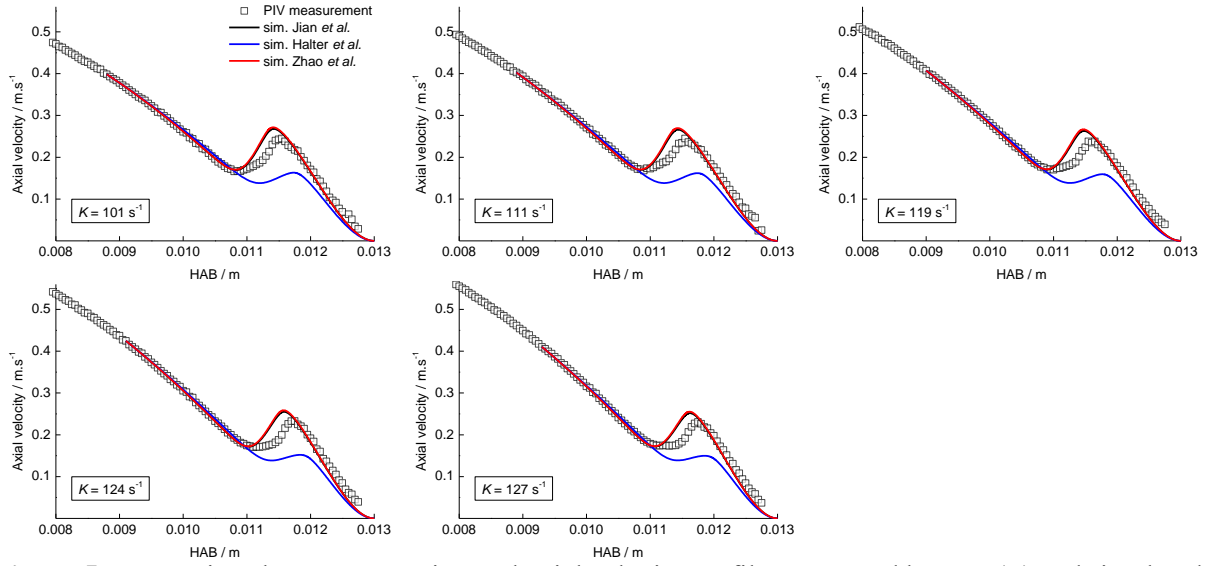 PIV measurement
sim. Jian et al.
sim. Halter et al.
sim. Zhao et al.
Axial velocity / m.s-1
0.5
0.4
0.3
0.2
0.1
K = 101 s-1
0.008 0.009 0.010 0.011 0.012 0.013
HAB / m
Axial velocity / m.s-1
0.5
0.4
0.3
0.2
0.1
K = 111 s-1
0.008 0.009 0.010 0.011 0.012 0.013
HAB / m
Axial velocity / m.s-1
0.5
0.4
0.3
0.2
0.1
K = 119 s-1
0.008 0.009 0.010 0.011 0.012 0.013
HAB / m
Axial velocity / m.s-1
0.5
0.4
0.3
0.2
0.1
K = 124 s-1
0.008 0.009 0.010 0.011 0.012 0.013
HAB / m
Axial velocity / m.s-1
0.5
0.4
0.3
0.2
0.1
K = 127 s-1
0.008 0.009 0.010 0.011 0.012 0.013
HAB / m